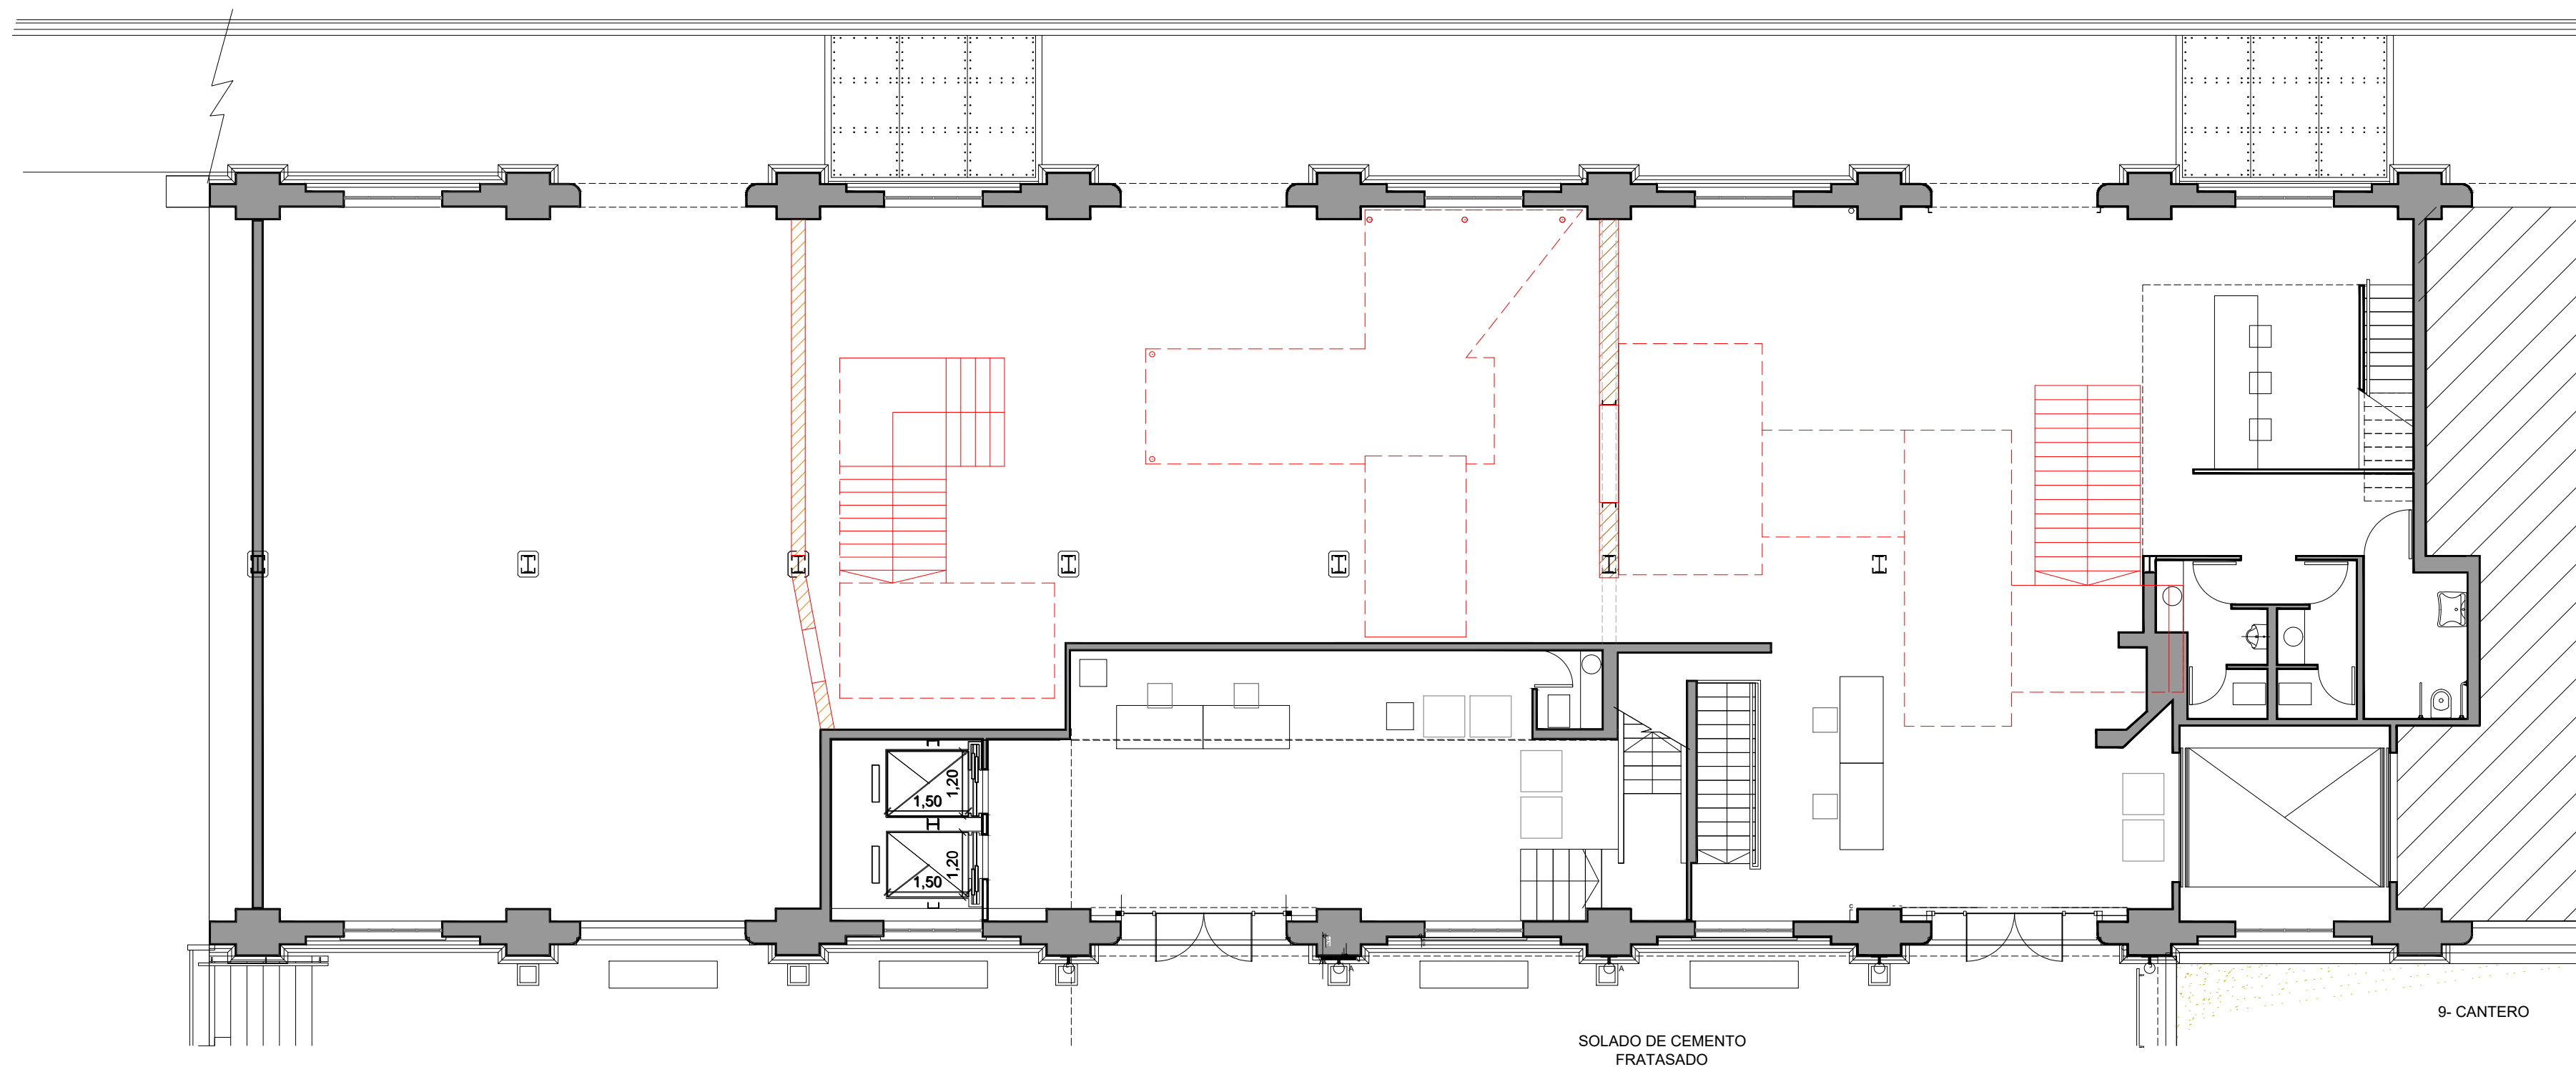 1,20
1,50
1,20
1,50
A
A
9- CANTERO
SOLADO DE CEMENTO
FRATASADO